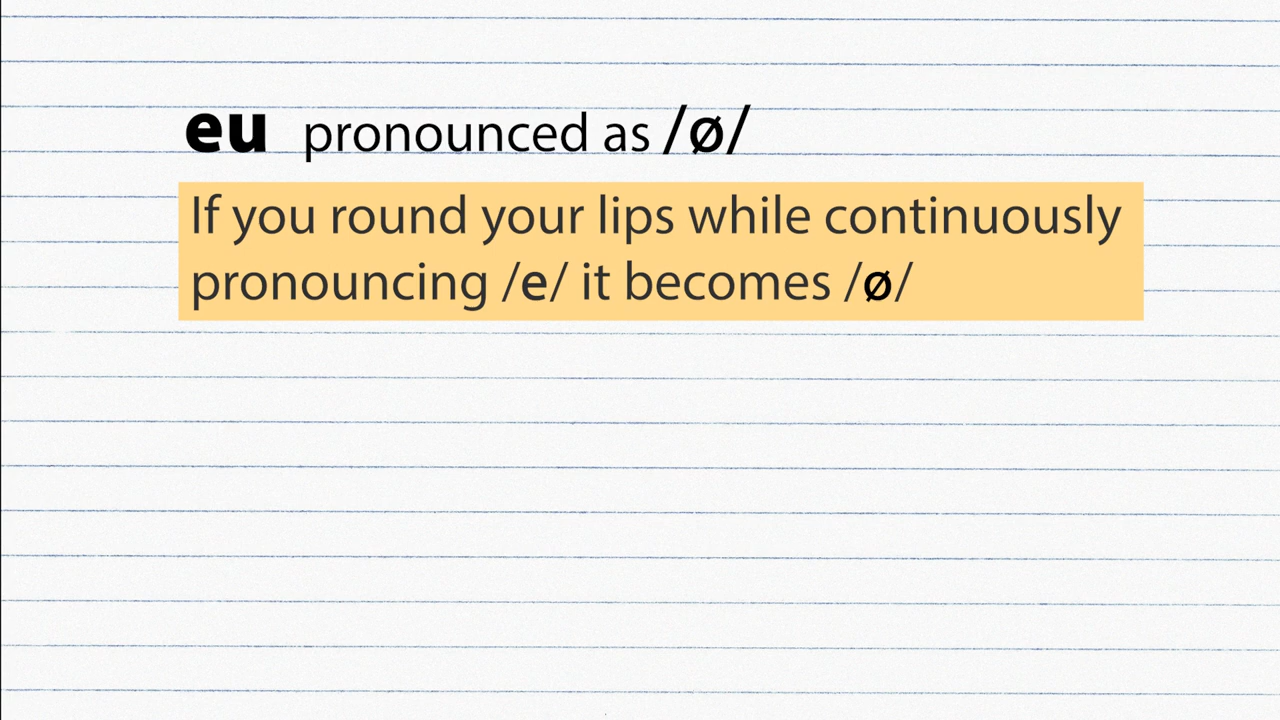 eu pronounced as /ø/
If you round your lips while continuously
pronouncing /e/ it becomes /ø/